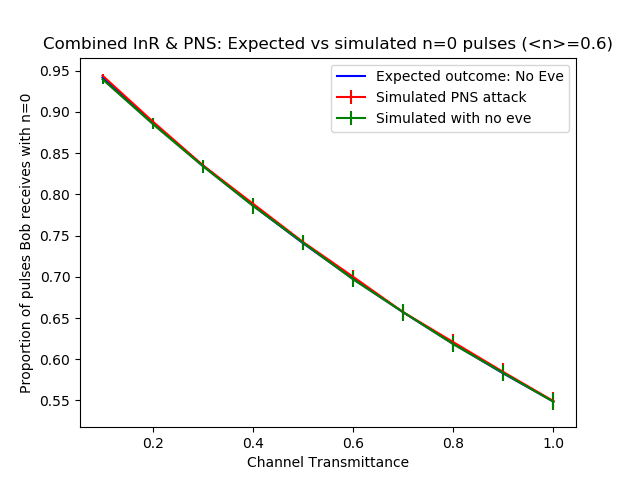 Combined InR & PNS: Expected vs simulated n=0 pulses (<n>=0.6)
Expected outcome: No Eve
Simulated PNS attack
Simulated with no eve
Proportion of pulses Bob receives with n=0
0.95
0.90
0.85
0.80
0.75
0.70
0.65
0.60
0.55
0.2 0.4 0.6 0.8 1.0
Channel Transmittance